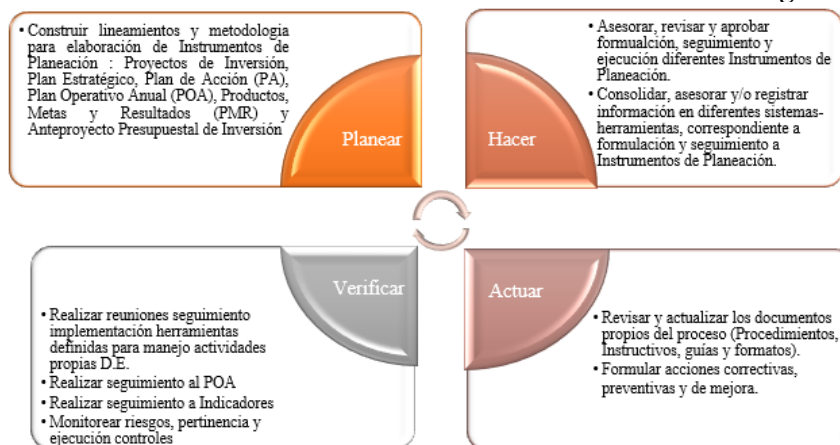 • Construir lineamientos y metodologia
para elaboración de Instrumentos de
Planeación : Proyectos de Inversión,
Plan Estratégico, Plan de Acción (PA),
Plan Operativo Anual (POA), Productos,
Metas y Resultados (PMR) y
Anteproyecto Presupuestal de Inversión
Planear
Hacer
• Asesorar, revisar y aprobar
formualción, seguimiento y
ejecución diferentes Instrumentos de
Planeación.
• Consolidar, asesorar y/o registrar
información en diferentes sistemas-
herramientas, correspondiente a
formulación y seguimiento a
Instrumentos de Planeación.
Verificar
• Realizar reuniones seguimiento
implementación herramientas
definidas para manejo actividades
propias D.E.
• Realizar seguimiento al POA
• Realizar seguimiento a Indicadores
• Monitorear riesgos, pertinencia y
ejecución controles
Actuar
• Revisar y actualizar los documentos
propios del proceso (Procedimientos,
Instructivos, guías y formatos).
• Formular acciones correctivas,
preventivas y de mejora.